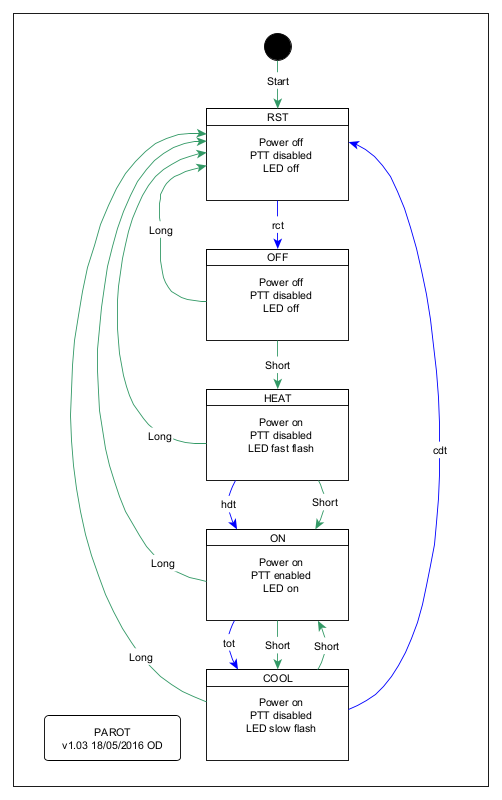 Start
RST
Power off
PTT disabled
LED off
rct
Long
OFF
Power off
PTT disabled
LED off
Short
HEAT
Power on
PTT disabled
LED fast flash
Long
cdt
hdt
Short
ON
Power on
PTT enabled
LED on
Long
tot
Short
Short
Long
COOL
Power on
PTT disabled
LED slow flash
PAROT
v1.03 18/05/2016 OD